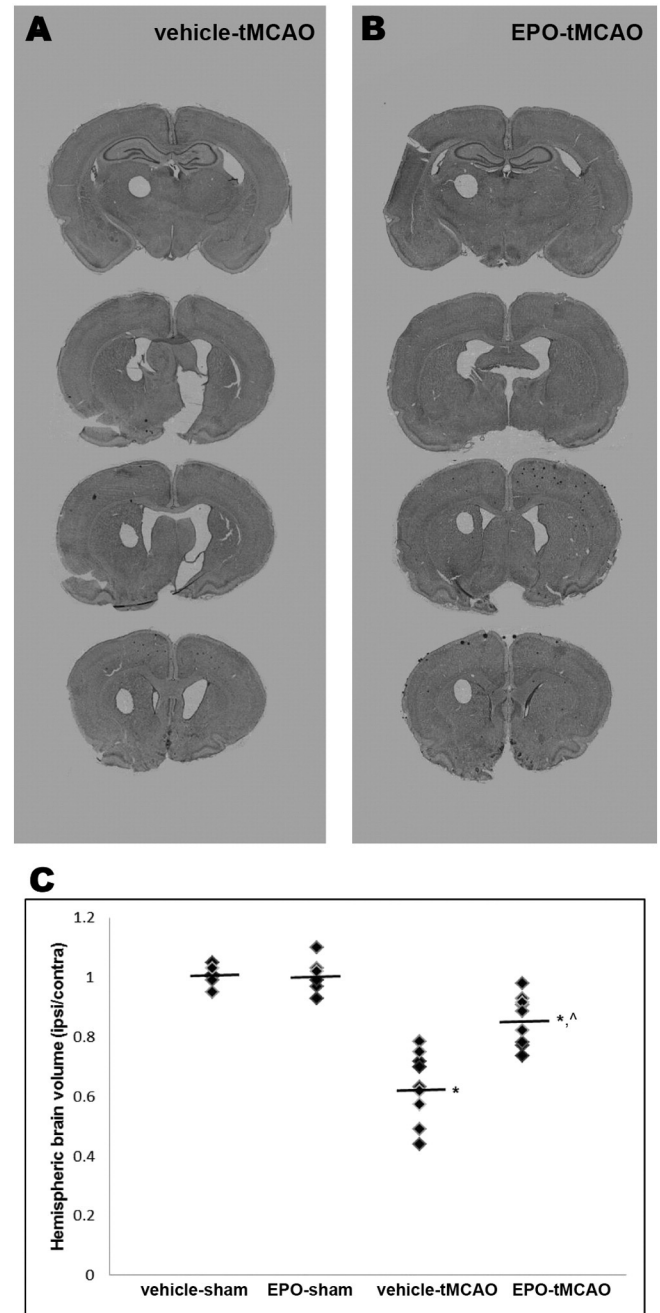 A vehicle-tMCAO
B EPO-tMCAO
C
Hemispheric brain volume (ipsi/contra)
1.2
1
0.8
0.6
0.4
0.2
0
*
*,^
vehicle-sham EPO-sham vehicle-tMCAO EPO-tMCAO